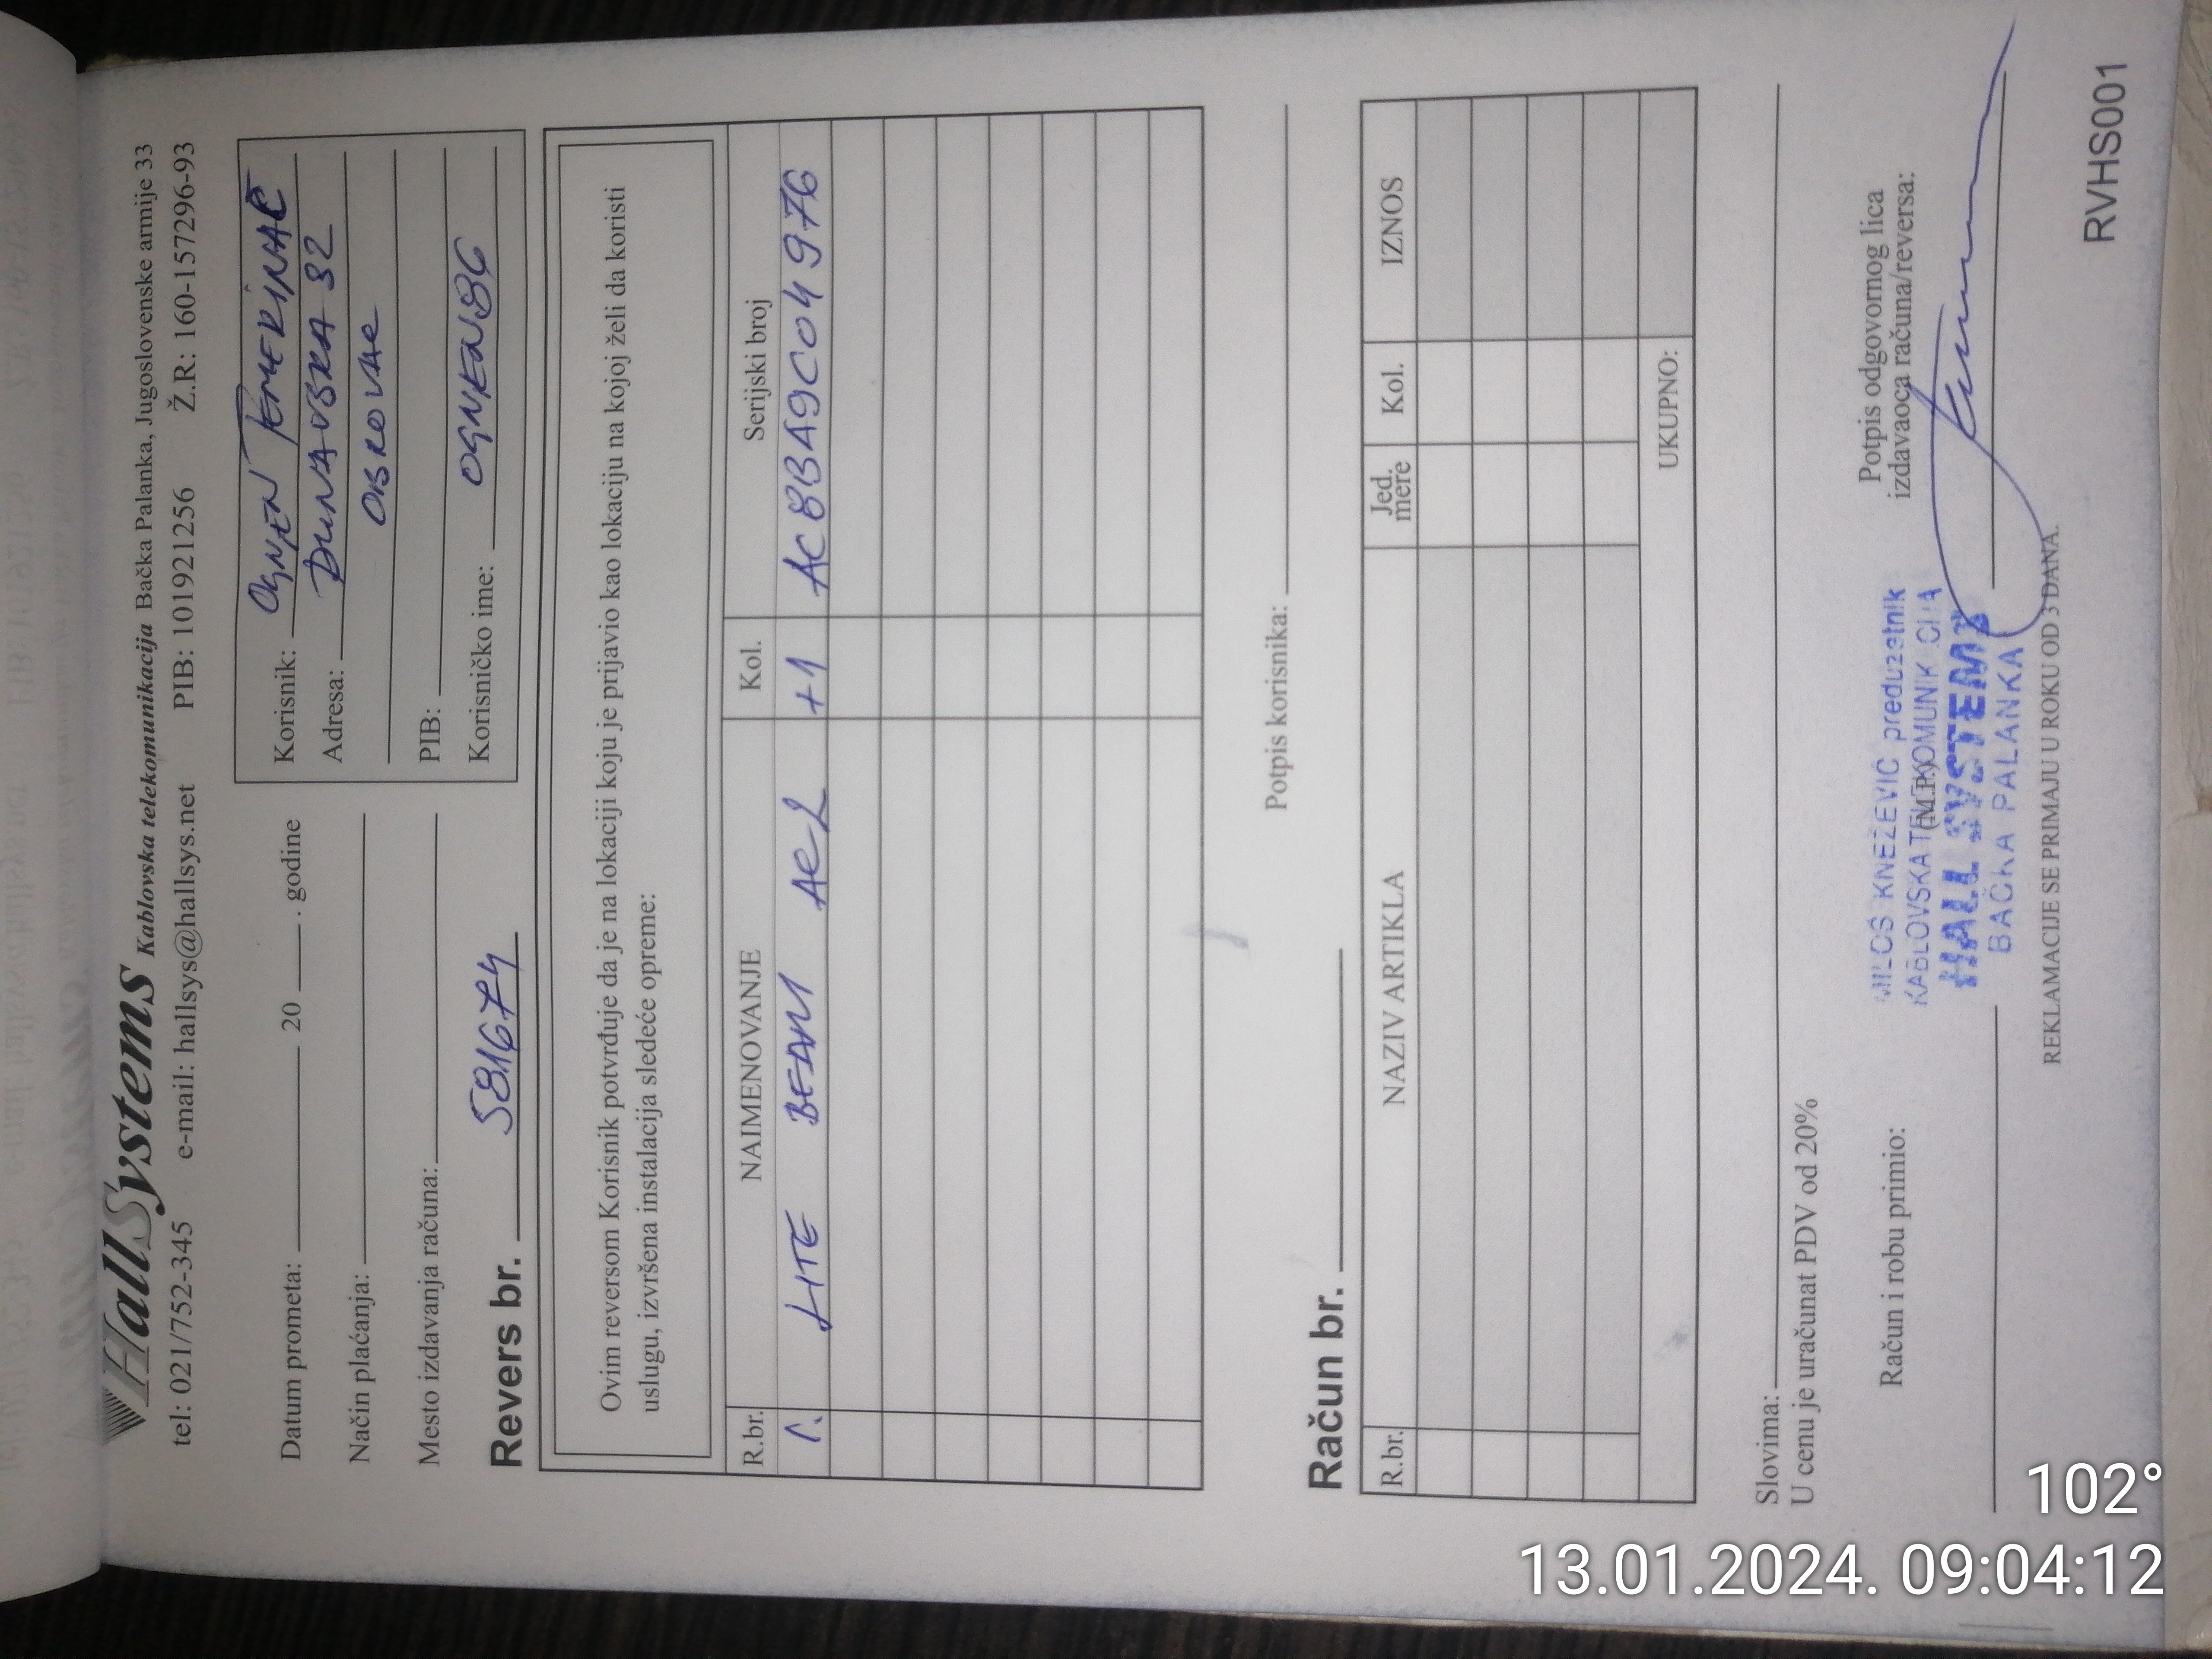 HallSystems Kablovska telekomunikacija Bačka Palanka, Jugoslovenske armije 33
tel: 021/752-345 e-mail: hallsys@hallsys.net PIB: 101921256 Ž.R.: 160-157296-93
Datum prometa: 20 . godine
Način plaćanja:
Mesto izdavanja računa:
Korisnik: OGNJEN TEMERINAC
Adresa: DUNAVSKA 32
OBROVAC
PIB:
Korisničko ime: OGNJEN86
Revers br. 581674
Ovim reversom Korisnik potvrđuje da je na lokaciji koju je prijavio kao lokaciju na kojoj želi da koristi
uslugu, izvršena instalacija sledeće opreme:
R.br. NAIMENOVANJE Kol. Serijski broj
1. LITE BEAM AC2 +1 AC8BA9C04976
Potpis korisnika:
Račun br.
R.br. NAZIV ARTIKLA Jed. mere Kol. IZNOS
UKUPNO:
Slovima:
U cenu je uračunat PDV od 20%
Račun i robu primio:
(M.P.)
Potpis odgovornog lica
izdavaoca računa/reversa:
MILOŠ KNEŽEVIĆ preduzetnik
KABLOVSKA TELEKOMUNIKACIJA
HALL SYSTEMS
BAČKA PALANKA
REKLAMACIJE SE PRIMAJU U ROKU OD 3 DANA.
RVHS001
102°
13.01.2024. 09:04:12